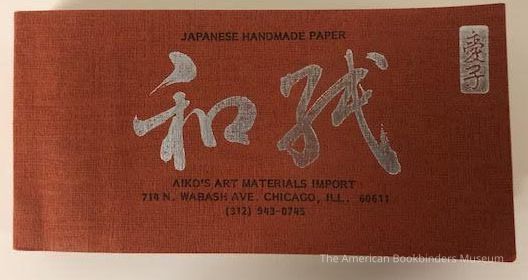 JAPANESE HANDMADE PAPER
和紙
愛子
AIKO'S ART MATERIALS IMPORT
714 N. WABASH AVE. CHICAGO, ILL. 60611
(312) 943-0745
The American Bookbinders Museum